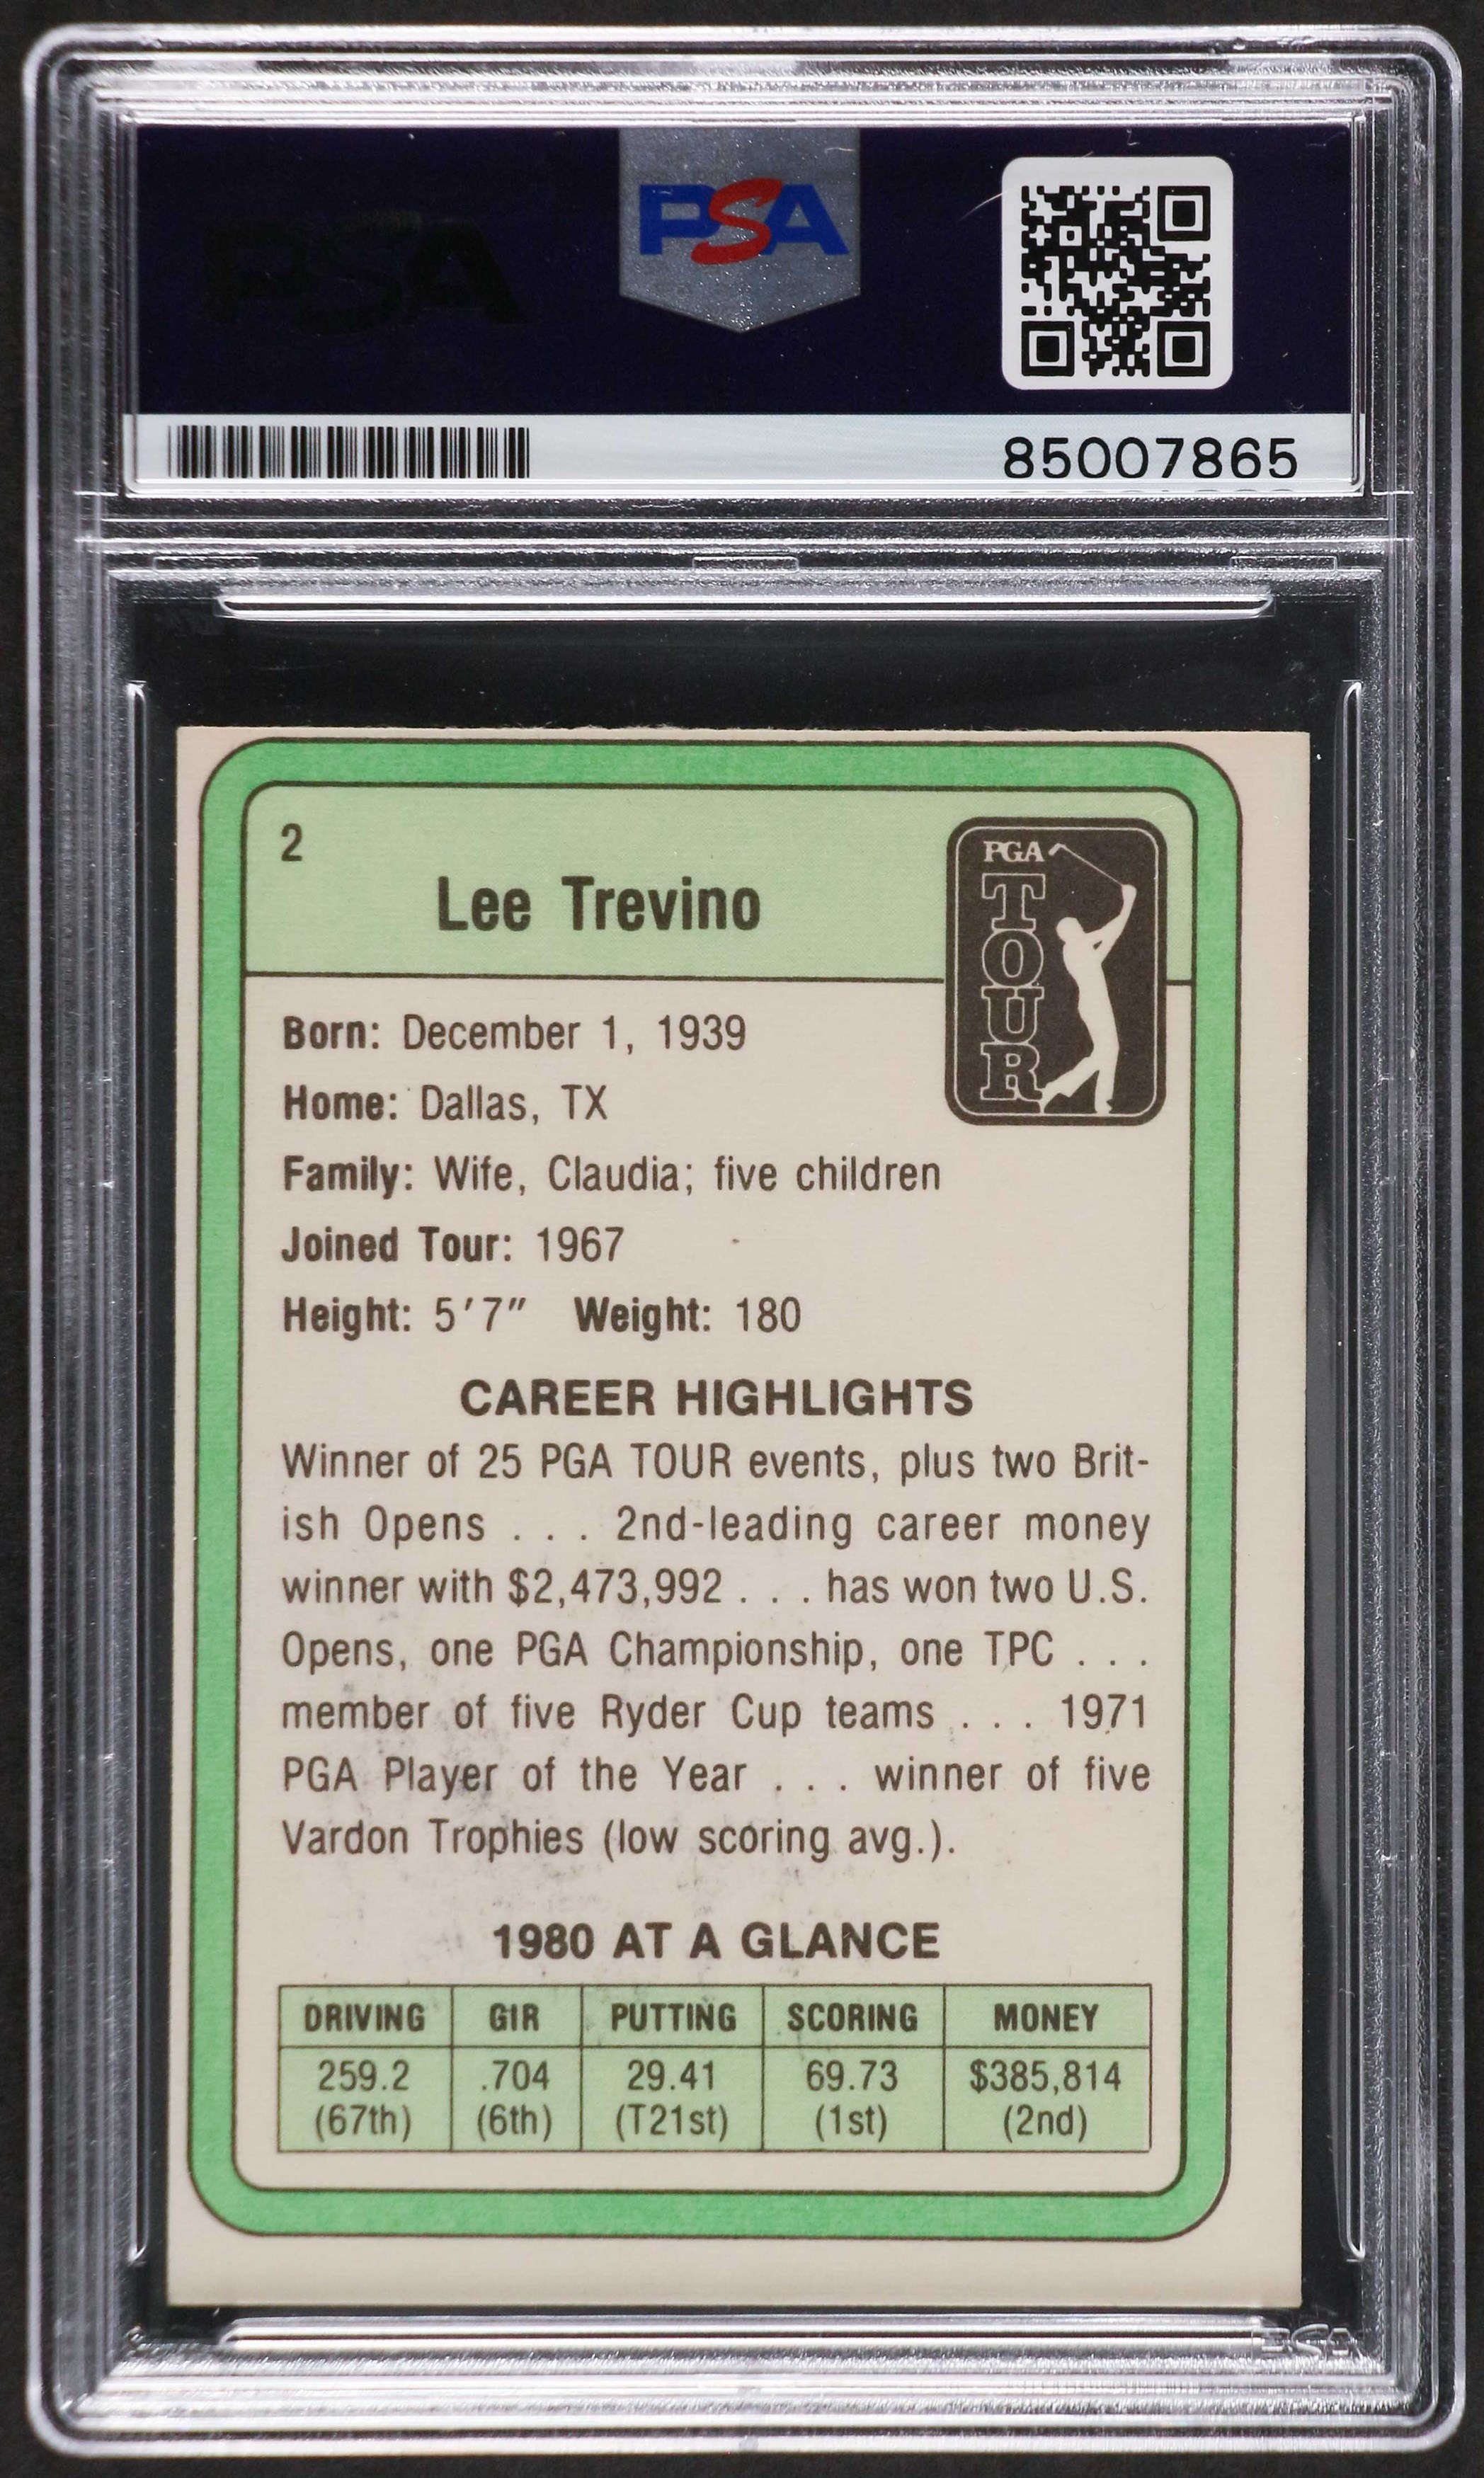 PSA
PSA
85007865
2
Lee Trevino
PGA
TOUR
Born: December 1, 1939
Home: Dallas, TX
Family: Wife, Claudia; five children
Joined Tour: 1967
Height: 5'7" Weight: 180
CAREER HIGHLIGHTS
Winner of 25 PGA TOUR events, plus two Brit-
ish Opens . . . 2nd-leading career money
winner with $2,473,992 . . . has won two U.S.
Opens, one PGA Championship, one TPC . . .
member of five Ryder Cup teams . . . 1971
PGA Player of the Year . . . winner of five
Vardon Trophies (low scoring avg.).
1980 AT A GLANCE
DRIVING GIR PUTTING SCORING MONEY
259.2 .704 29.41 69.73 $385,814
(67th) (6th) (T21st) (1st) (2nd)
PSA